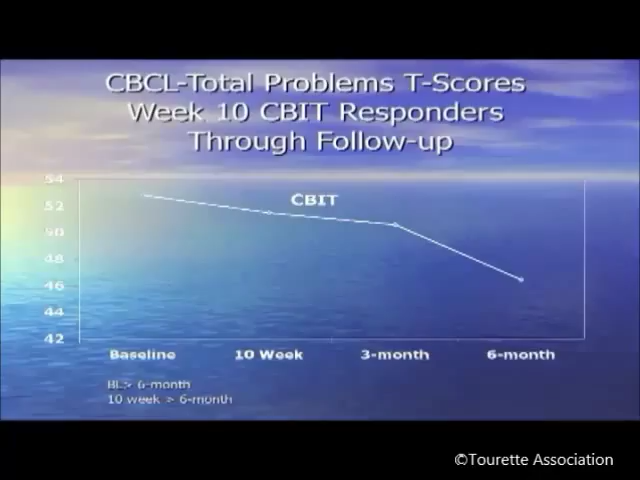 CBCL-Total Problems T-Scores
Week 10 CBIT Responders
Through Follow-up
54
CBIT
52
50
48
46
44
42
Baseline 10 Week 3-month 6-month
BL> 6-month
10 week > 6-month
©Tourette Association